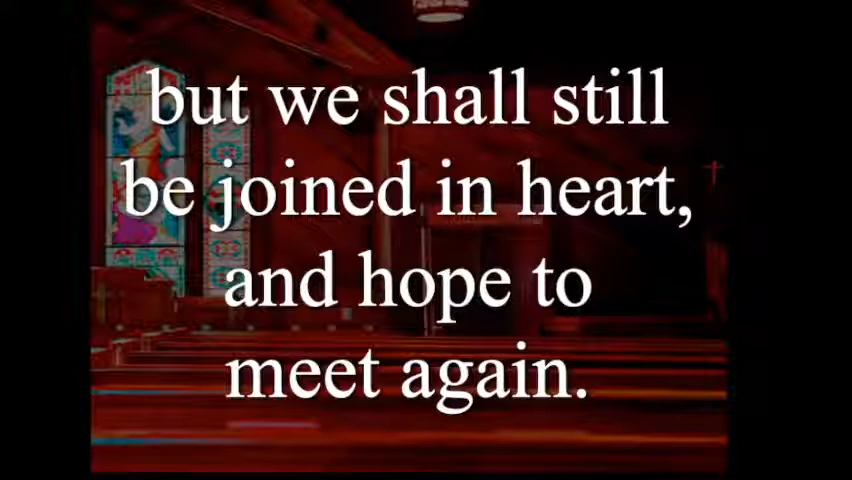 but we shall still
be joined in heart,
and hope to
meet again.